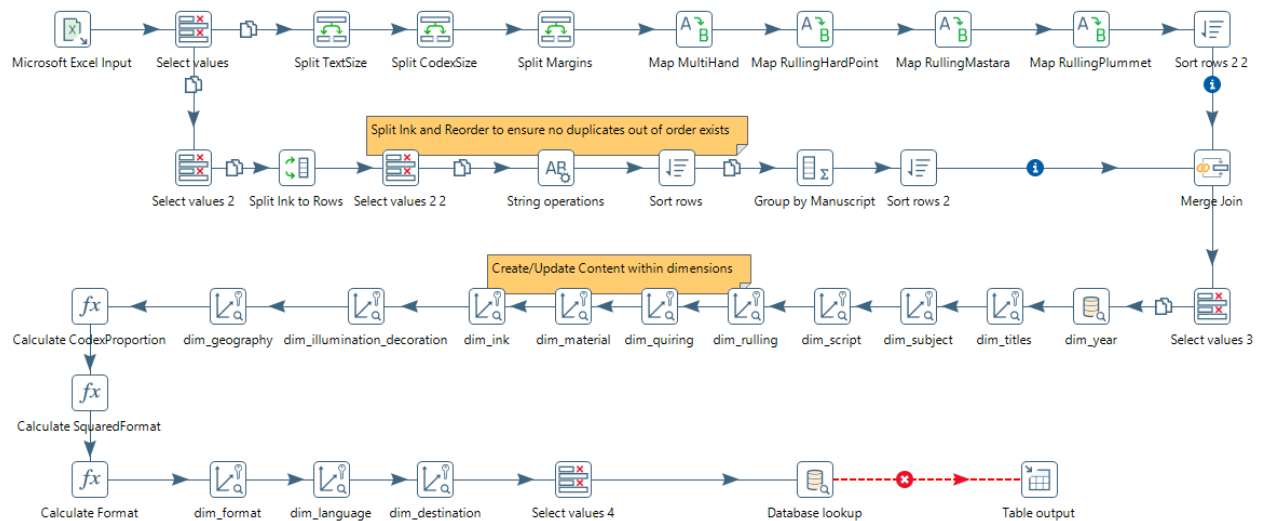 Microsoft Excel Input
Select values
Split TextSize
Split CodexSize
Split Margins
Map MultiHand
Map RullingHardPoint
Map RullingMastara
Map RullingPlummet
Sort rows 2 2
Split Ink and Reorder to ensure no duplicates out of order exists
Select values 2
Split Ink to Rows
Select values 2 2
String operations
Sort rows
Group by Manuscript
Sort rows 2
Merge Join
Create/Update Content within dimensions
Calculate CodexProportion
dim_geography
dim_illumination_decoration
dim_ink
dim_material
dim_quiring
dim_rulling
dim_script
dim_subject
dim_titles
dim_year
Select values 3
Calculate SquaredFormat
Calculate Format
dim_format
dim_language
dim_destination
Select values 4
Database lookup
Table output